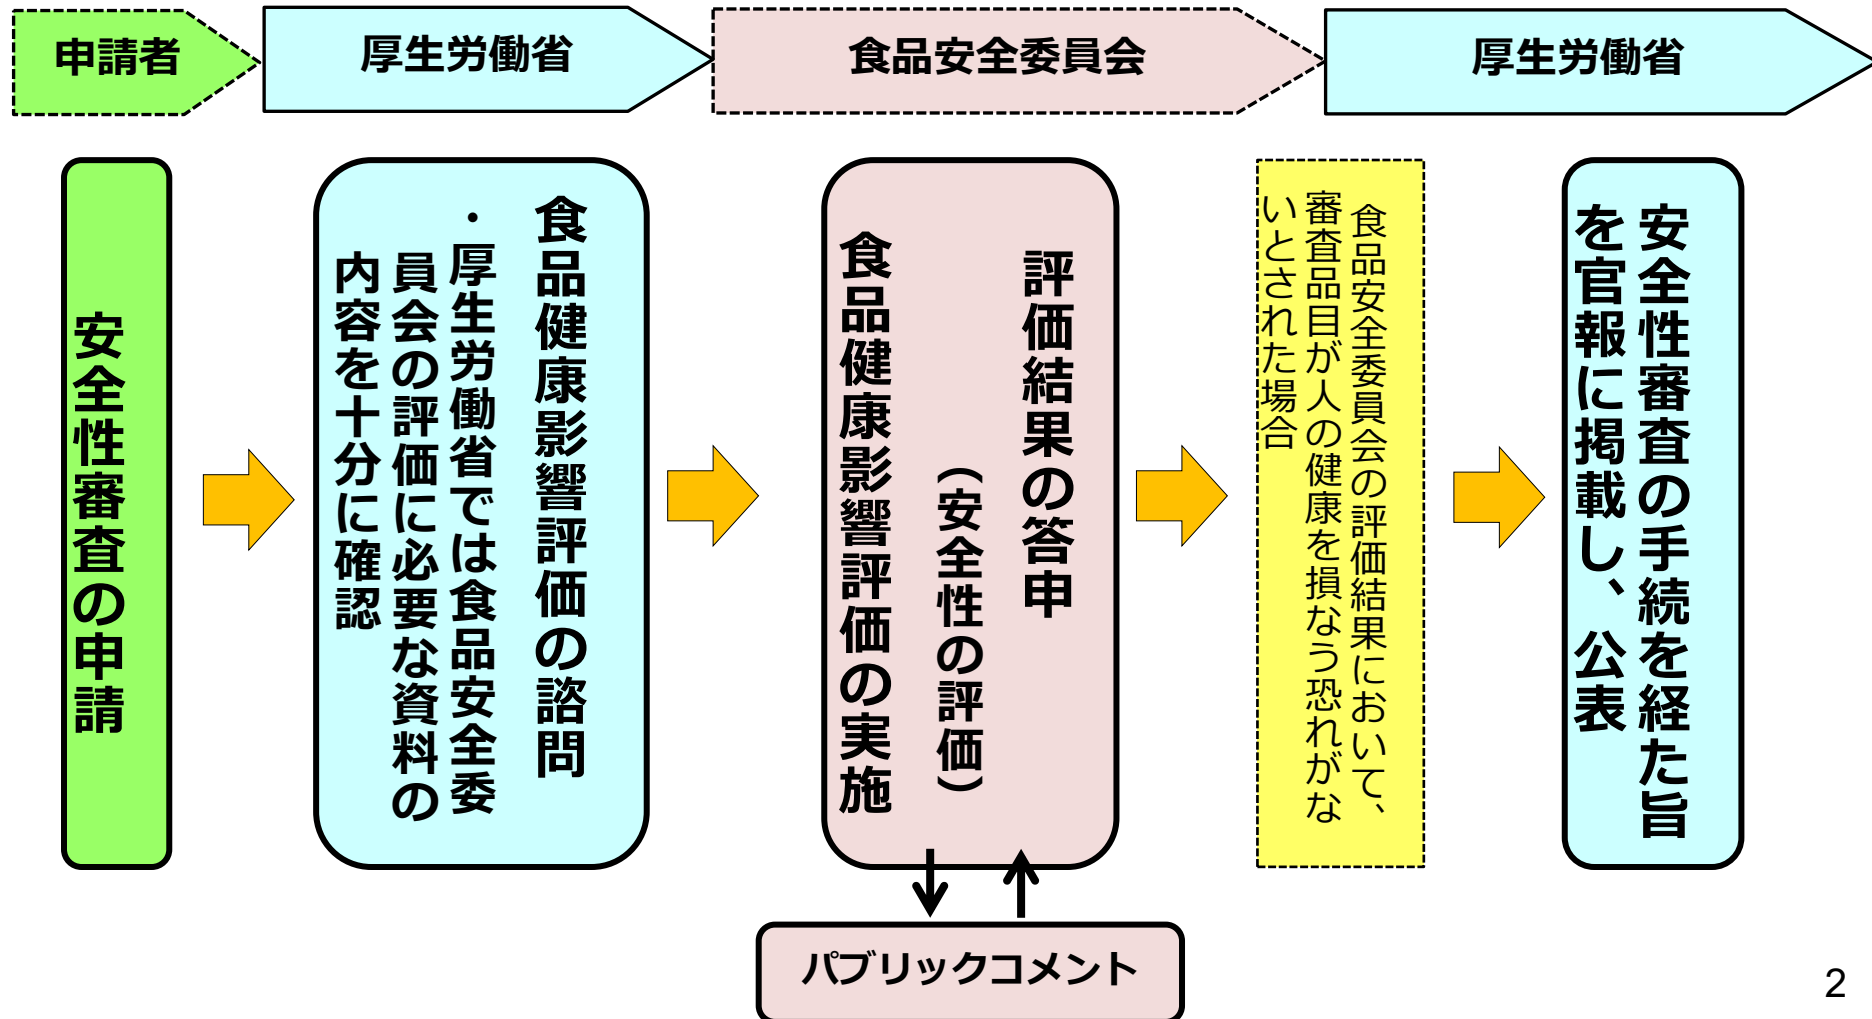 申請者
厚生労働省
食品安全委員会
厚生労働省
安全性審査の申請
食品健康影響評価の諮問
・厚生労働省では食品安全委
員会の評価に必要な資料の
内容を十分に確認
評価結果の答申
（安全性の評価）
食品健康影響評価の実施
食品安全委員会の評価結果において、
審査品目が人の健康を損なう恐れがな
いとされた場合
安全性審査の手続を経た旨
を官報に掲載し、公表
パブリックコメント
2